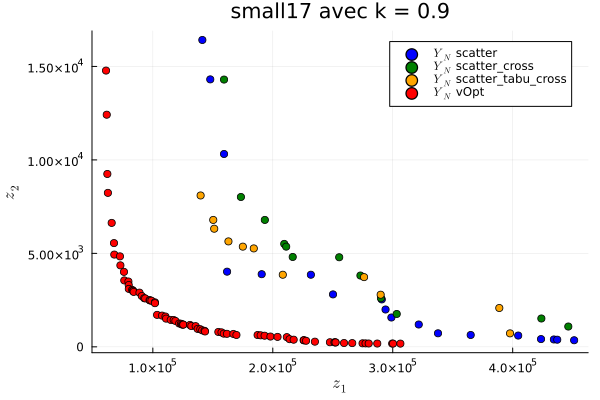 small17 avec k = 0.9
Y_N scatter
Y_N scatter_cross
Y_N scatter_tabu_cross
Y_N vOpt
1.50×10⁴
1.00×10⁴
5.00×10³
0
z₂
1.0×10⁵ 2.0×10⁵ 3.0×10⁵ 4.0×10⁵
z₁